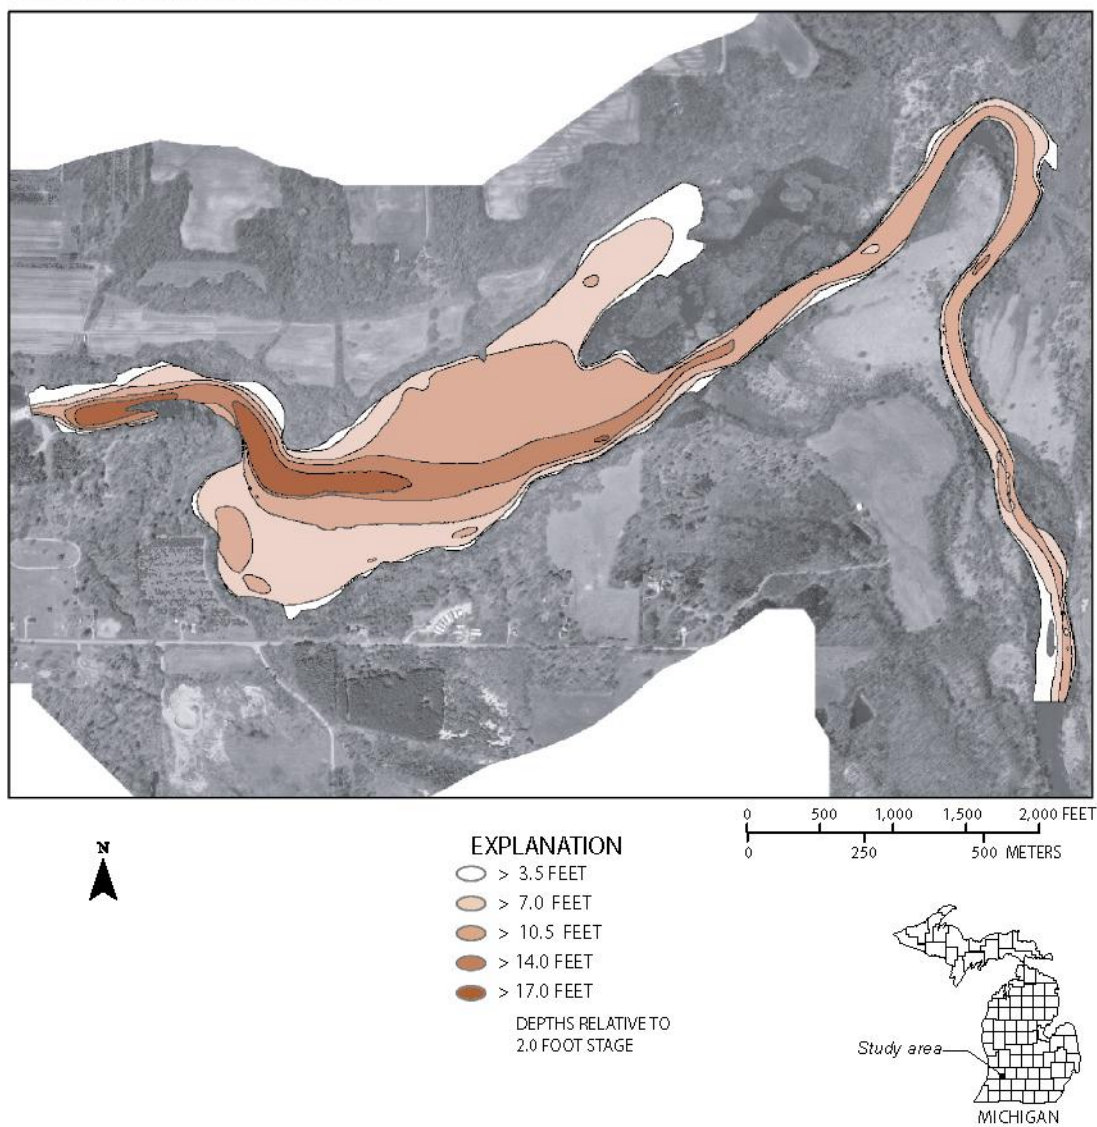 0 500 1,000 1,500 2,000 FEET
0 250 500 METERS
N
EXPLANATION
> 3.5 FEET
> 7.0 FEET
> 10.5 FEET
> 14.0 FEET
> 17.0 FEET
DEPTHS RELATIVE TO
2.0 FOOT STAGE
Study area
MICHIGAN